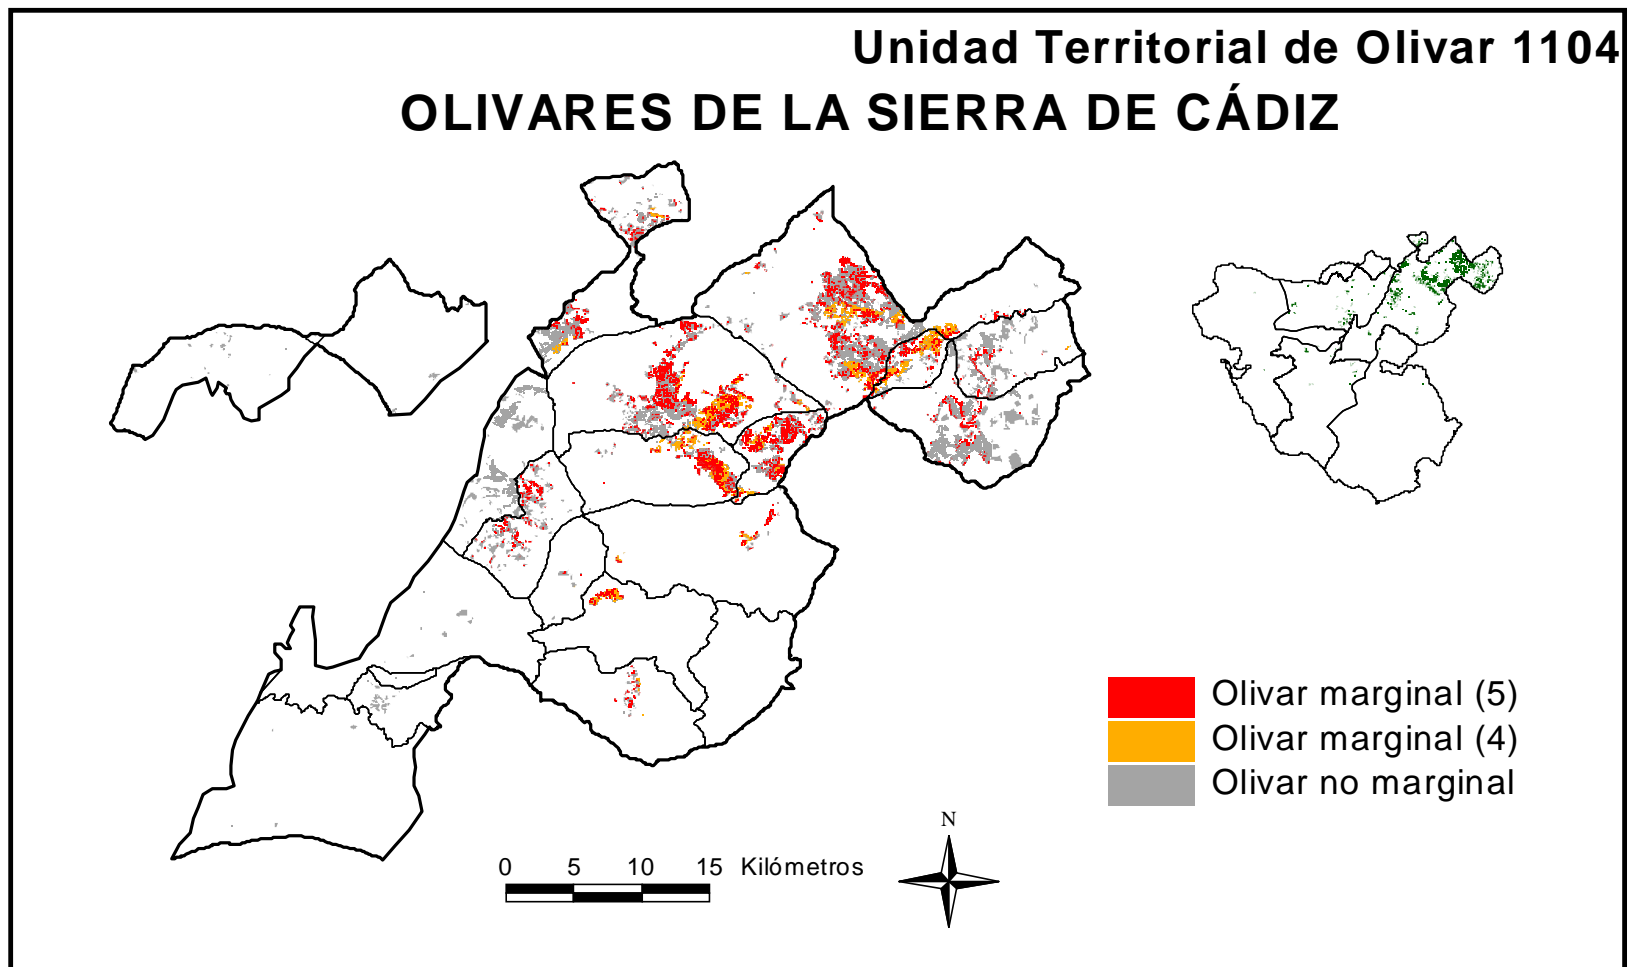 Unidad Territorial de Olivar 1104
OLIVARES DE LA SIERRA DE CÁDIZ
Olivar marginal (5)
Olivar marginal (4)
Olivar no marginal
N
0 5 10 15 Kilómetros